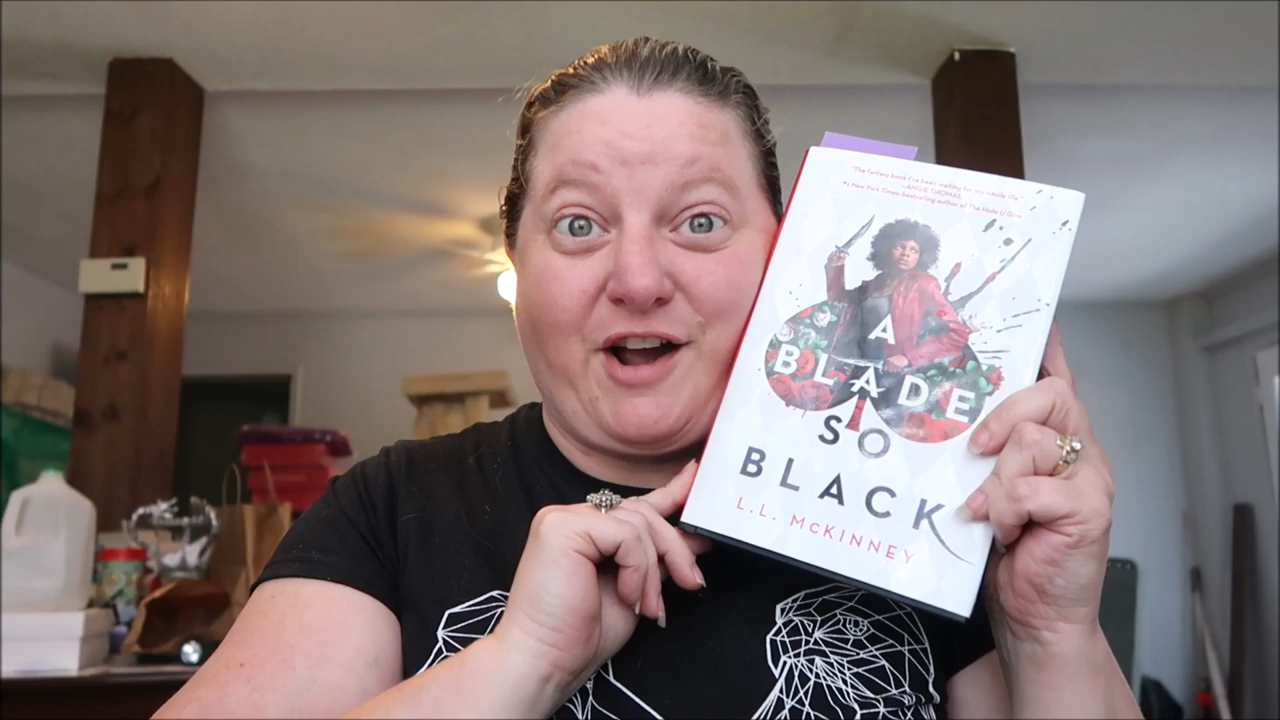 "The fantasy book I've been waiting for my whole life."
—ANGIE THOMAS,
#1 New York Times-bestselling author of The Hate U Give
A
BLADE
SO
BLACK
L.L. McKINNEY